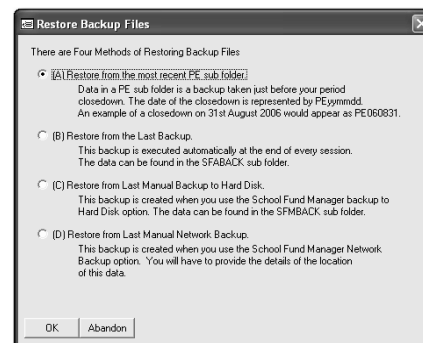 Restore Backup Files
There are Four Methods of Restoring Backup Files
(A) Restore from the most recent PE sub folder.
Data in a PE sub folder is a backup taken just before your period
closedown. The date of the closedown is represented by PEyymmdd.
An example of a closedown on 31st August 2006 would appear as PE060831.
(B) Restore from the Last Backup.
This backup is executed automatically at the end of every session.
The data can be found in the SFABACK sub folder.
(C) Restore from Last Manual Backup to Hard Disk.
This backup is created when you use the School Fund Manager backup to
Hard Disk option. The data can be found in the SFMBACK sub folder.
(D) Restore from Last Manual Network Backup.
This backup is created when you use the School Fund Manager Network
Backup option. You will have to provide the details of the location
of this data.
OK Abandon